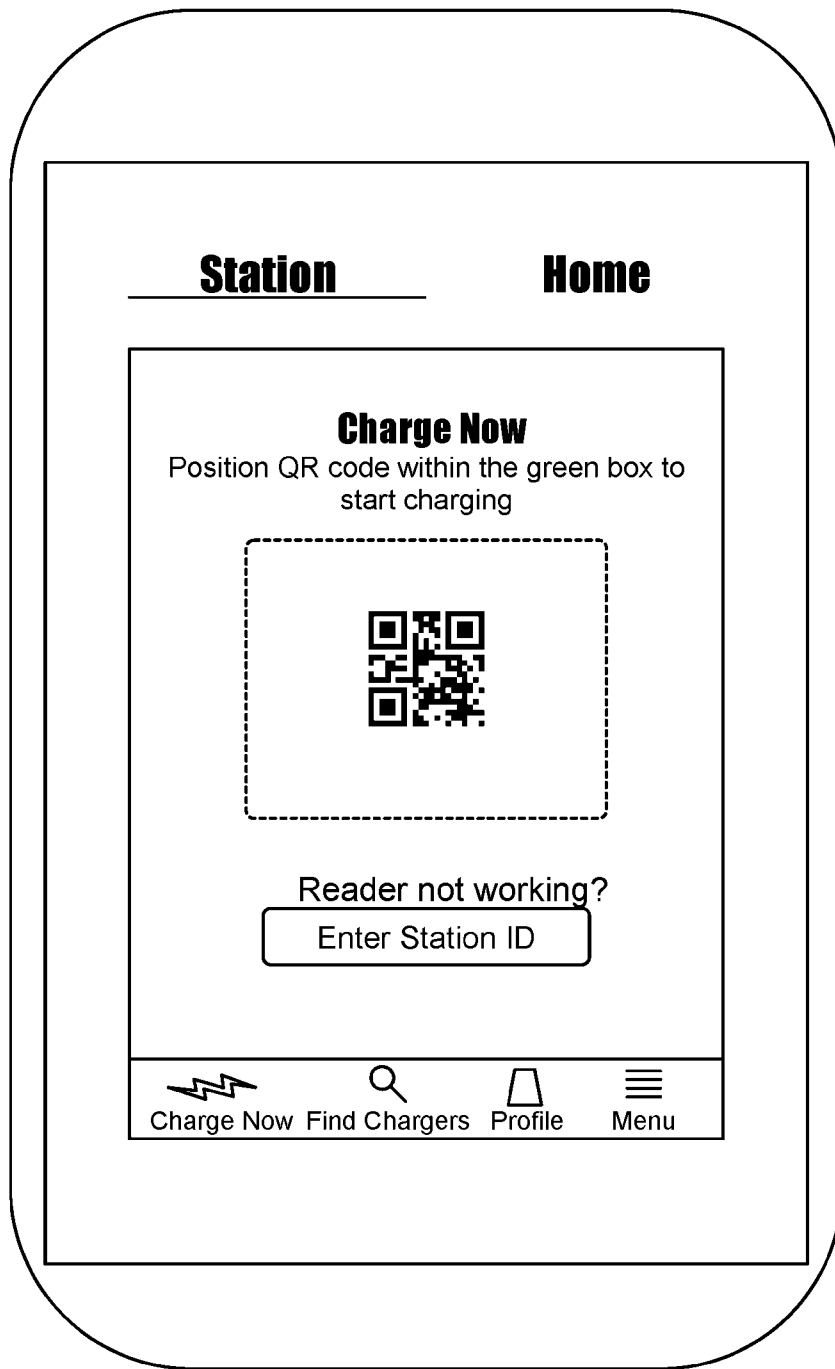 Station Home
Charge Now
Position QR code within the green box to
start charging
Reader not working?
Enter Station ID
Charge Now Find Chargers Profile Menu